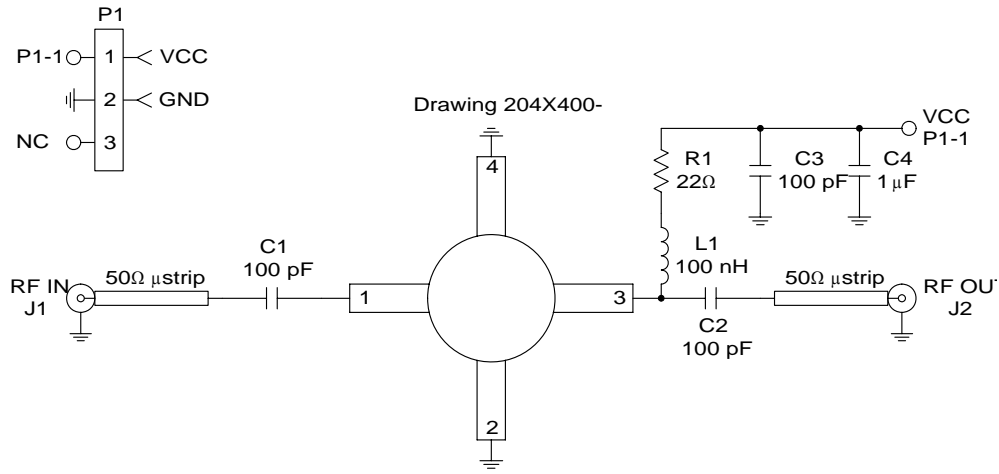 P1
P1-1
1
VCC
2
GND
NC
3
Drawing 204X400-
4
VCC
P1-1
R1
22Ω
C3
100 pF
C4
1 μF
C1
100 pF
L1
100 nH
RF IN
J1
50Ω μstrip
1
3
50Ω μstrip
RF OUT
J2
C2
100 pF
2